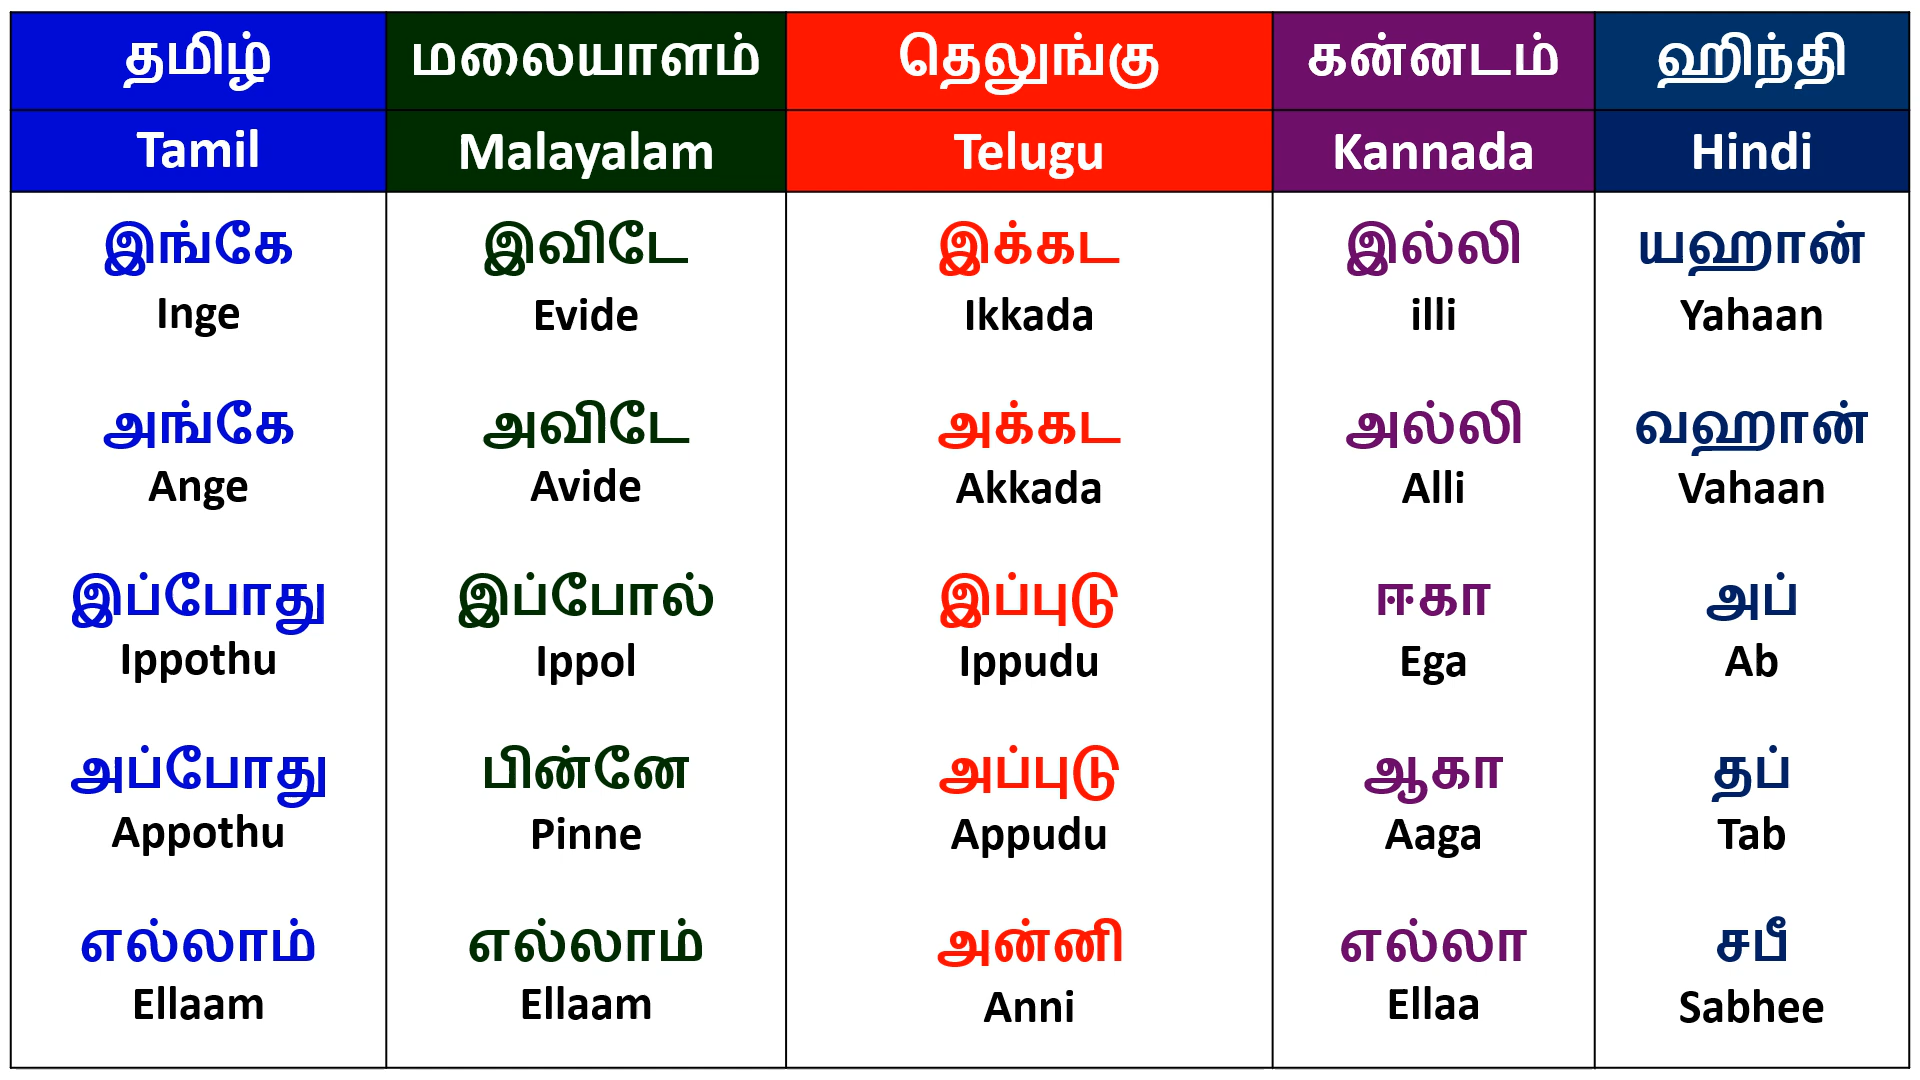 தமிழ் மலையாளம் தெலுங்கு கன்னடம் ஹிந்தி
Tamil Malayalam Telugu Kannada Hindi
இங்கே இவிடே இக்கட இல்லி யஹான்
Inge Evide Ikkada illi Yahaan
அங்கே அவிடே அக்கட அல்லி வஹான்
Ange Avide Akkada Alli Vahaan
இப்போது இப்போல் இப்புடு ஈகா அப்
Ippothu Ippol Ippudu Ega Ab
அப்போது பின்னே அப்புடு ஆகா தப்
Appothu Pinne Appudu Aaga Tab
எல்லாம் எல்லாம் அன்னி எல்லா சபீ
Ellaam Ellaam Anni Ellaa Sabhee